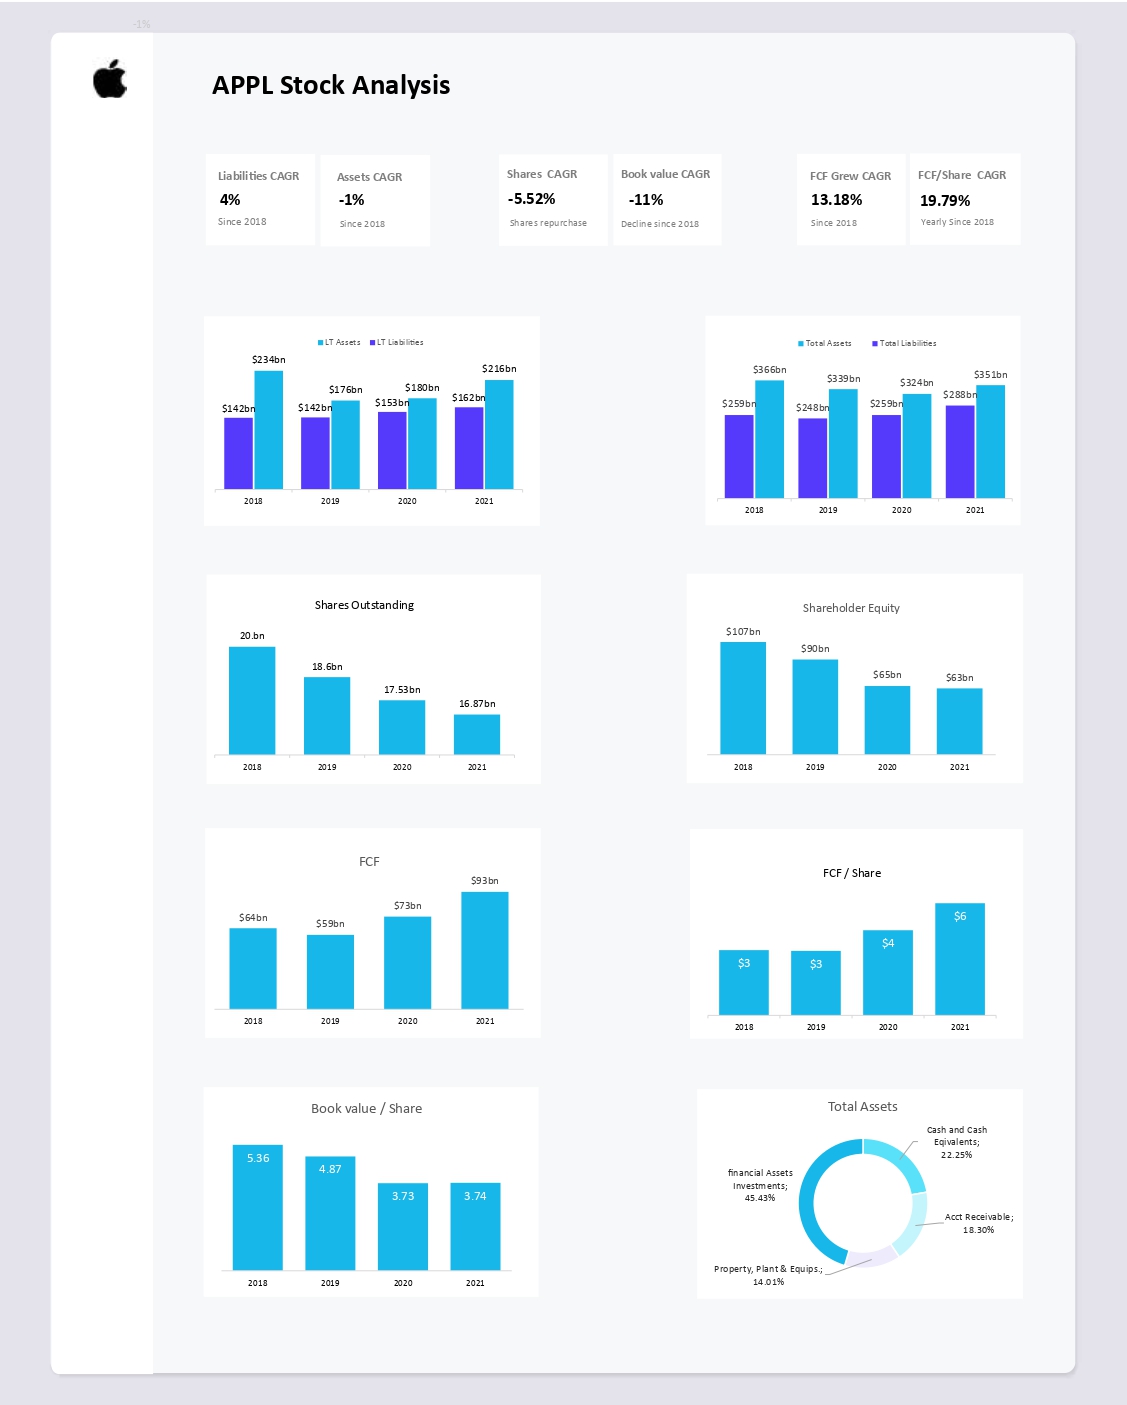 -1%
APPL Stock Analysis
Liabilities CAGR
4%
Since 2018
Assets CAGR
-1%
Since 2018
Shares  CAGR
-5.52%
Shares repurchase
Book value CAGR
-11%
Decline since 2018
FCF Grew CAGR
13.18%
Since 2018
FCF/Share  CAGR
19.79%
Yearly Since 2018
LT Assets LT Liabilities
$234bn
$216bn
$176bn $180bn
$142bn $142bn $153bn $162bn
2018 2019 2020 2021
Total Assets Total Liabilities
$366bn $339bn $324bn $351bn
$259bn $248bn $259bn $288bn
2018 2019 2020 2021
Shares Outstanding
20.bn
18.6bn
17.53bn
16.87bn
2018 2019 2020 2021
Shareholder Equity
$107bn
$90bn
$65bn $63bn
2018 2019 2020 2021
FCF
$64bn $59bn $73bn $93bn
2018 2019 2020 2021
FCF / Share
$3 $3 $4 $6
2018 2019 2020 2021
Book value / Share
5.36 4.87 3.73 3.74
2018 2019 2020 2021
Total Assets
Cash and Cash
Eqivalents;
22.25%
financial Assets
Investments;
45.43%
Acct Receivable;
18.30%
Property, Plant & Equips.;
14.01%